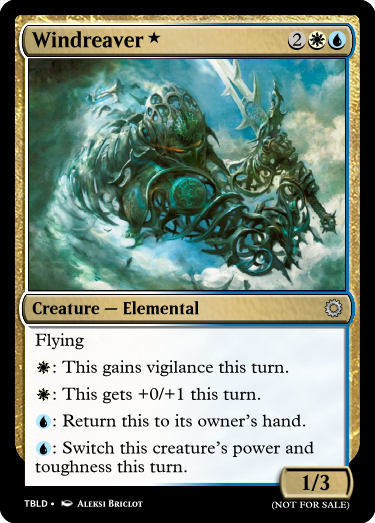 Windreaver ★ 2
Creature — Elemental
Flying
: This gains vigilance this turn.
: This gets +0/+1 this turn.
: Return this to its owner's hand.
: Switch this creature's power and
toughness this turn.
1/3
TBLD • Aleksi Briclot
(NOT FOR SALE)